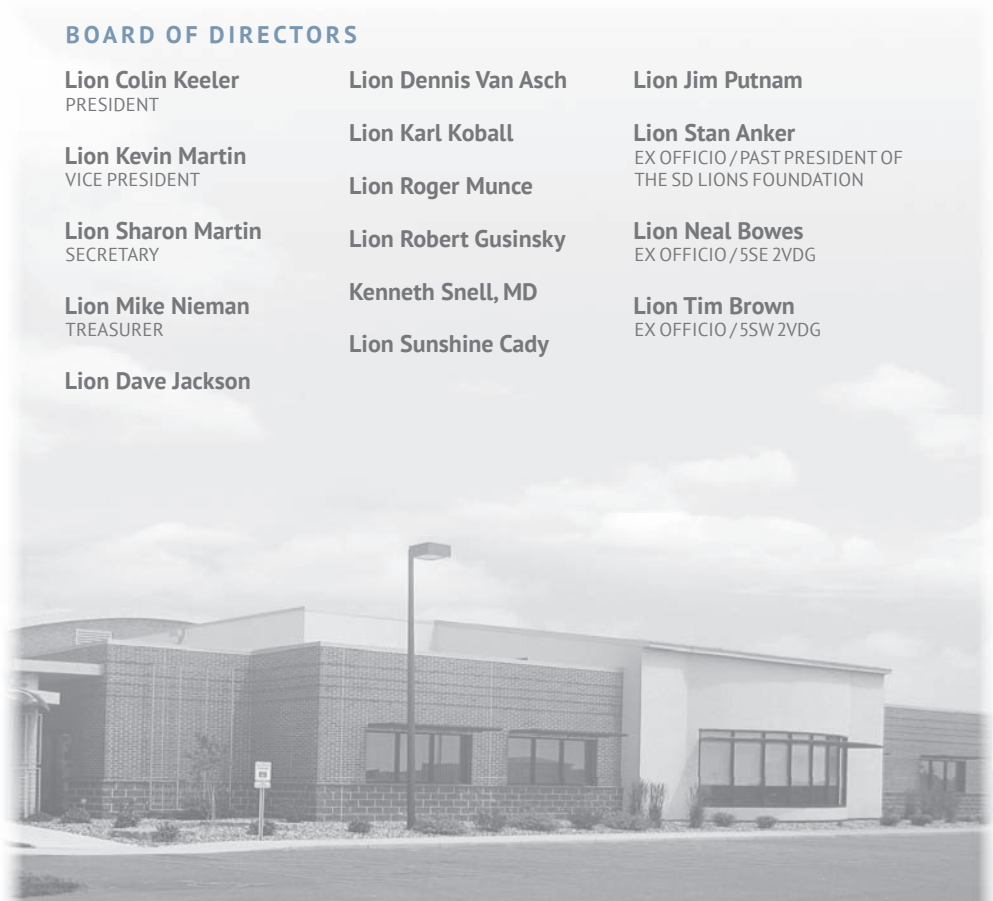 BOARD OF DIRECTORS
Lion Colin Keeler
PRESIDENT
Lion Kevin Martin
VICE PRESIDENT
Lion Sharon Martin
SECRETARY
Lion Mike Nieman
TREASURER
Lion Dave Jackson
Lion Dennis Van Asch
Lion Karl Koball
Lion Roger Munce
Lion Robert Gusinsky
Kenneth Snell, MD
Lion Sunshine Cady
Lion Jim Putnam
Lion Stan Anker
EX OFFICIO / PAST PRESIDENT OF
THE SD LIONS FOUNDATION
Lion Neal Bowes
EX OFFICIO / 5SE 2VDG
Lion Tim Brown
EX OFFICIO / 5SW 2VDG